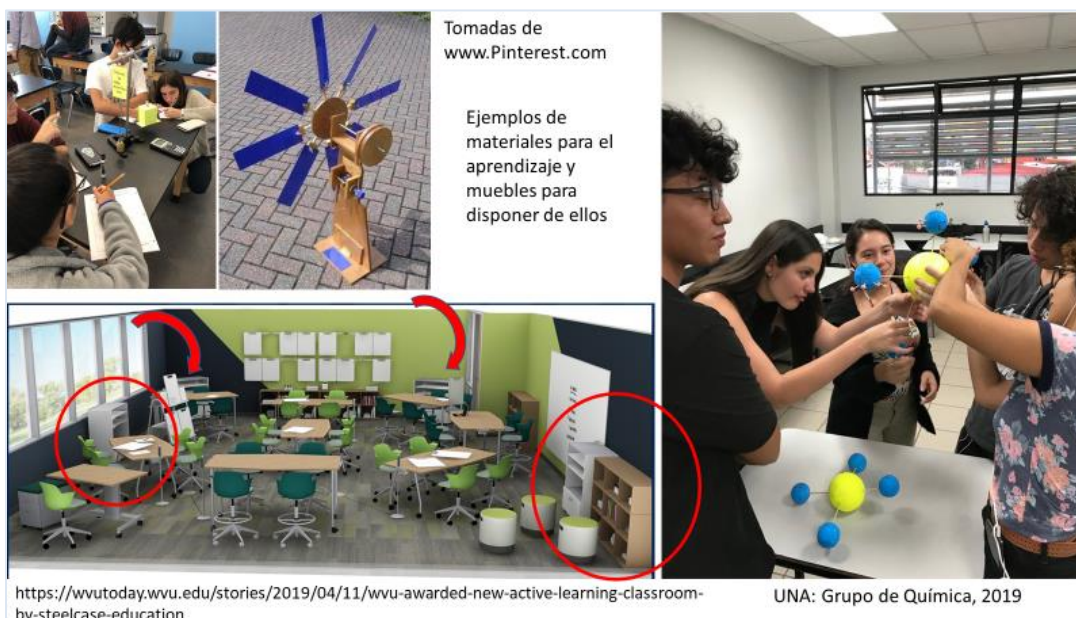 Tomadas de
www.Pinterest.com
Ejemplos de
materiales para el
aprendizaje y
muebles para
disponer de ellos
https://wvutoday.wvu.edu/stories/2019/04/11/wvu-awarded-new-active-learning-classroom-
by-steelcase-education
UNA: Grupo de Química, 2019